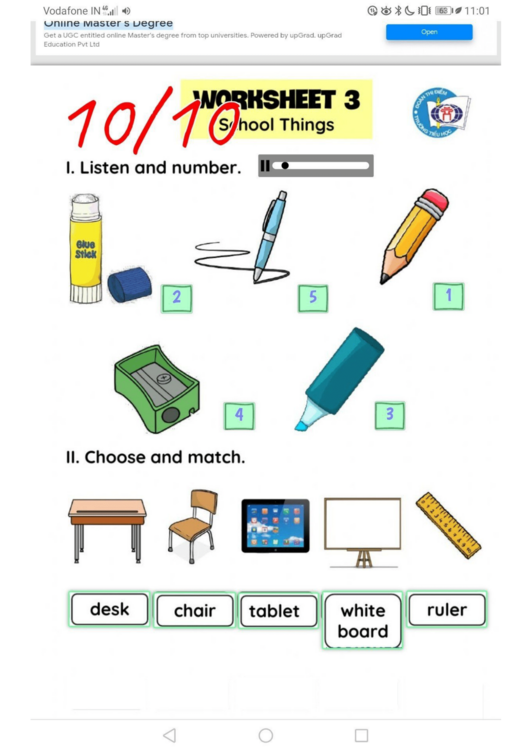 Vodafone IN 11:01
Online Master's Degree
Get a UGC entitled online Master's degree from top universities. Powered by upGrad. upGrad
Education Pvt Ltd
Open
10/10
WORKSHEET 3
School Things
I. Listen and number.
Glue
Stick
2
5
1
4
3
II. Choose and match.
desk
chair
tablet
white
board
ruler